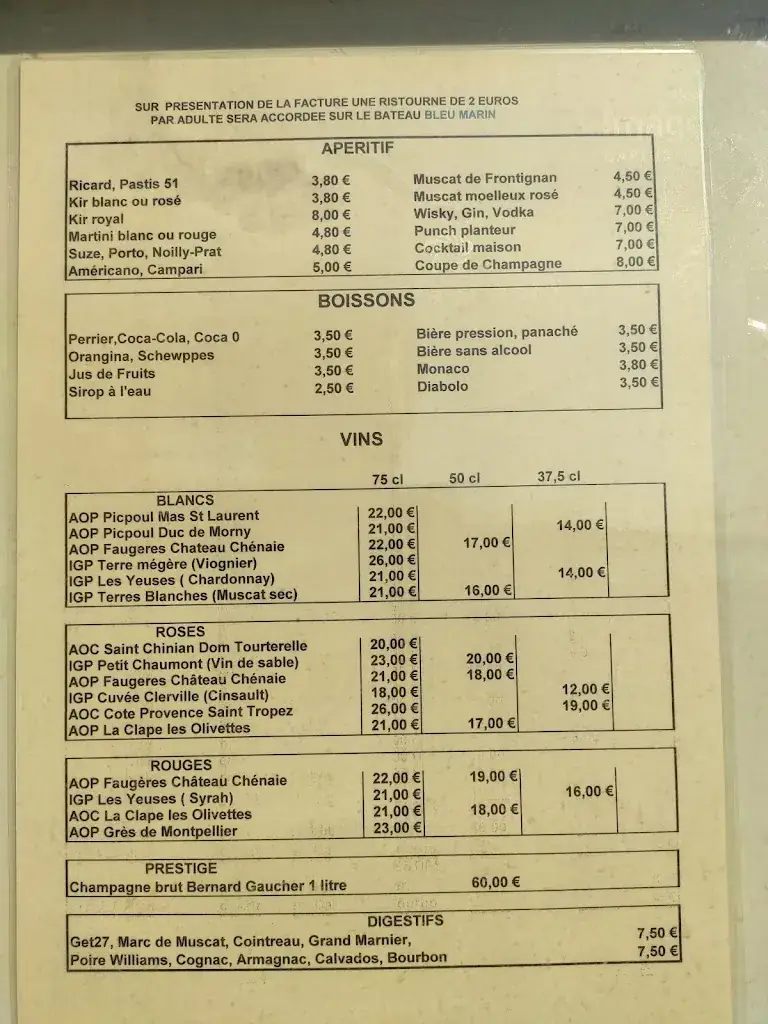 SUR PRESENTATION DE LA FACTURE UNE RISTOURNE DE 2 EUROS
PAR ADULTE SERA ACCORDEE SUR LE BATEAU BLEU MARIN
APERITIF
Ricard, Pastis 51 3,80 € Muscat de Frontignan 4,50 €
Kir blanc ou rosé 3,80 € Muscat moelleux rosé 4,50 €
Kir royal 8,00 € Wisky, Gin, Vodka 7,00 €
Martini blanc ou rouge 4,80 € Punch planteur 7,00 €
Suze, Porto, Noilly-Prat 4,80 € Cocktail maison 7,00 €
Américano, Campari 5,00 € Coupe de Champagne 8,00 €
BOISSONS
Perrier,Coca-Cola, Coca 0 3,50 € Bière pression, panaché 3,50 €
Orangina, Schewppes 3,50 € Bière sans alcool 3,50 €
Jus de Fruits 3,50 € Monaco 3,80 €
Sirop à l'eau 2,50 € Diabolo 3,50 €
VINS
75 cl 50 cl 37,5 cl
BLANCS
AOP Picpoul Mas St Laurent 22,00 €
AOP Picpoul Duc de Morny 21,00 € 14,00 €
AOP Faugeres Chateau Chénaie 22,00 € 17,00 €
IGP Terre mégère (Viognier) 26,00 €
IGP Les Yeuses ( Chardonnay) 21,00 € 14,00 €
IGP Terres Blanches (Muscat sec) 21,00 € 16,00 €
ROSES
AOC Saint Chinian Dom Tourterelle 20,00 €
IGP Petit Chaumont (Vin de sable) 23,00 € 20,00 €
AOP Faugeres Château Chénaie 21,00 € 18,00 €
IGP Cuvée Clerville (Cinsault) 18,00 € 12,00 €
AOC Cote Provence Saint Tropez 26,00 € 19,00 €
AOP La Clape les Olivettes 21,00 € 17,00 €
ROUGES
AOP Faugères Château Chénaie 22,00 € 19,00 €
IGP Les Yeuses ( Syrah) 21,00 € 16,00 €
AOC La Clape les Olivettes 21,00 € 18,00 €
AOP Grès de Montpellier 23,00 €
PRESTIGE
Champagne brut Bernard Gaucher 1 litre 60,00 €
DIGESTIFS
Get27, Marc de Muscat, Cointreau, Grand Marnier, 7,50 €
Poire Williams, Cognac, Armagnac, Calvados, Bourbon 7,50 €